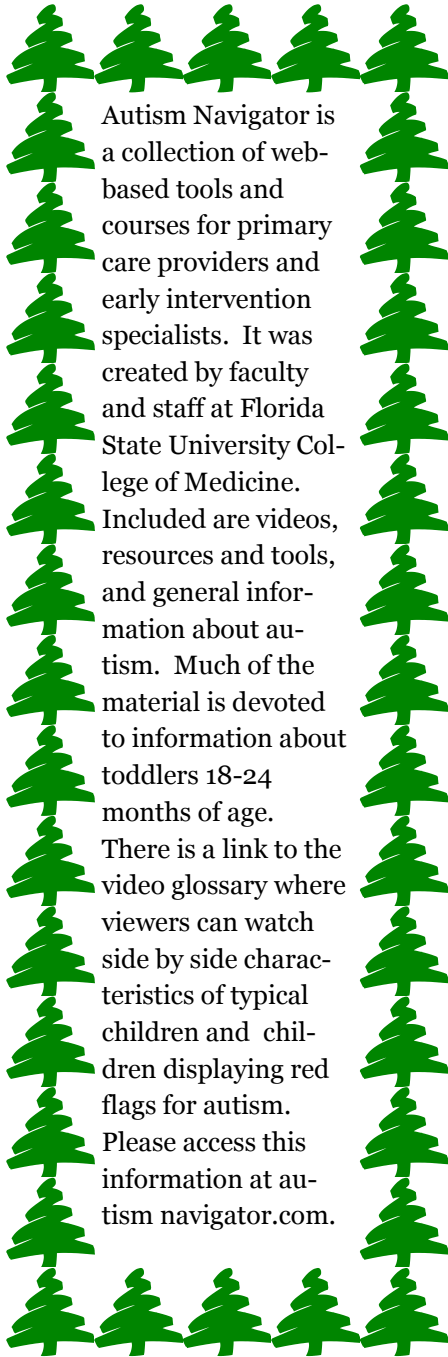 Autism Navigator is
a collection of web-
based tools and
courses for primary
care providers and
early intervention
specialists.  It was
created by faculty
and staff at Florida
State University Col-
lege of Medicine.
Included are videos,
resources and tools,
and general infor-
mation about au-
tism.  Much of the
material is devoted
to information about
toddlers 18-24
months of age.
There is a link to the
video glossary where
viewers can watch
side by side charac-
teristics of typical
children and  chil-
dren displaying red
flags for autism.
Please access this
information at au-
tism navigator.com.